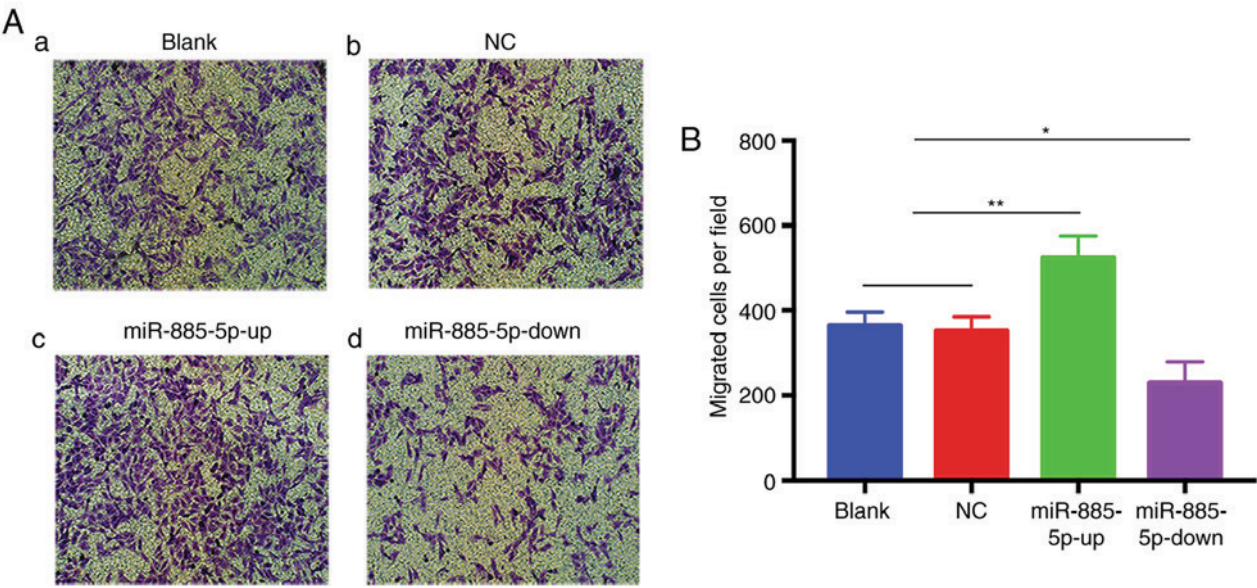 A
a
Blank
b
NC
c
miR-885-5p-up
d
miR-885-5p-down
B
Migrated cells per field
800
600
400
200
0
*
**
Blank
NC
miR-885-
5p-up
miR-885-
5p-down